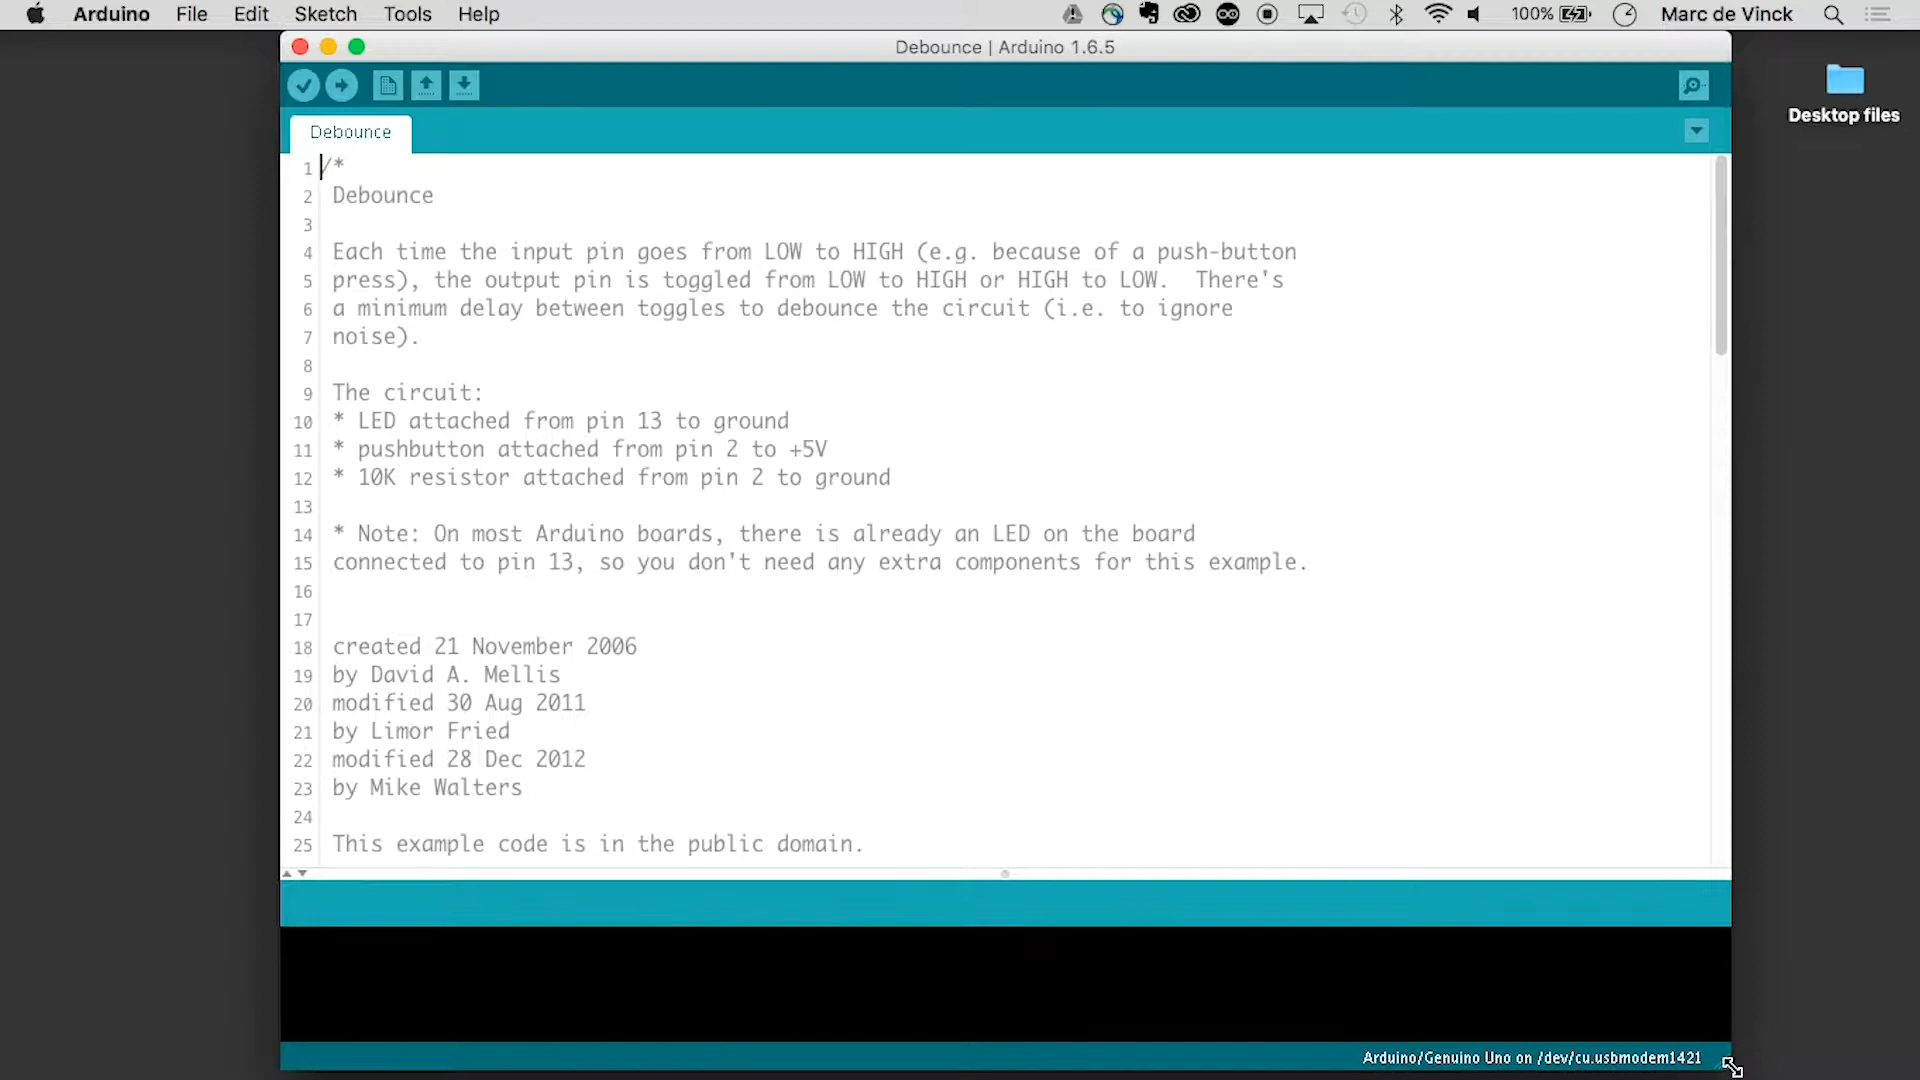 Arduino File Edit Sketch Tools Help 100% Marc de Vinck
Debounce | Arduino 1.6.5
Desktop files
Debounce
1 /*
2 Debounce
3
4 Each time the input pin goes from LOW to HIGH (e.g. because of a push-button
5 press), the output pin is toggled from LOW to HIGH or HIGH to LOW.  There's
6 a minimum delay between toggles to debounce the circuit (i.e. to ignore
7 noise).
8
9 The circuit:
10 * LED attached from pin 13 to ground
11 * pushbutton attached from pin 2 to +5V
12 * 10K resistor attached from pin 2 to ground
13
14 * Note: On most Arduino boards, there is already an LED on the board
15 connected to pin 13, so you don't need any extra components for this example.
16
17
18 created 21 November 2006
19 by David A. Mellis
20 modified 30 Aug 2011
21 by Limor Fried
22 modified 28 Dec 2012
23 by Mike Walters
24
25 This example code is in the public domain.
Arduino/Genuino Uno on /dev/cu.usbmodem1421